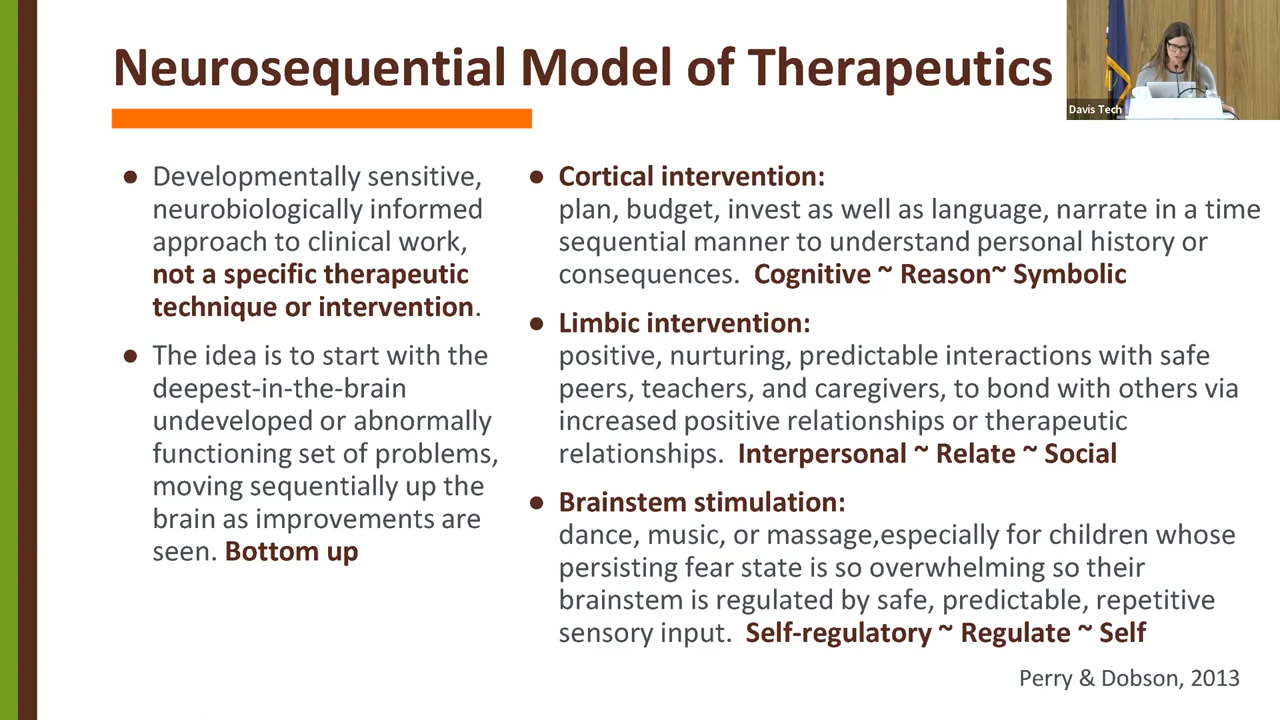 Neurosequential Model of Therapeutics
Davis Tech
● Developmentally sensitive,
neurobiologically informed
approach to clinical work,
not a specific therapeutic
technique or intervention.
● The idea is to start with the
deepest-in-the-brain
undeveloped or abnormally
functioning set of problems,
moving sequentially up the
brain as improvements are
seen. Bottom up
● Cortical intervention:
plan, budget, invest as well as language, narrate in a time
sequential manner to understand personal history or
consequences. Cognitive ~ Reason~ Symbolic
● Limbic intervention:
positive, nurturing, predictable interactions with safe
peers, teachers, and caregivers, to bond with others via
increased positive relationships or therapeutic
relationships. Interpersonal ~ Relate ~ Social
● Brainstem stimulation:
dance, music, or massage,especially for children whose
persisting fear state is so overwhelming so their
brainstem is regulated by safe, predictable, repetitive
sensory input. Self-regulatory ~ Regulate ~ Self
Perry & Dobson, 2013